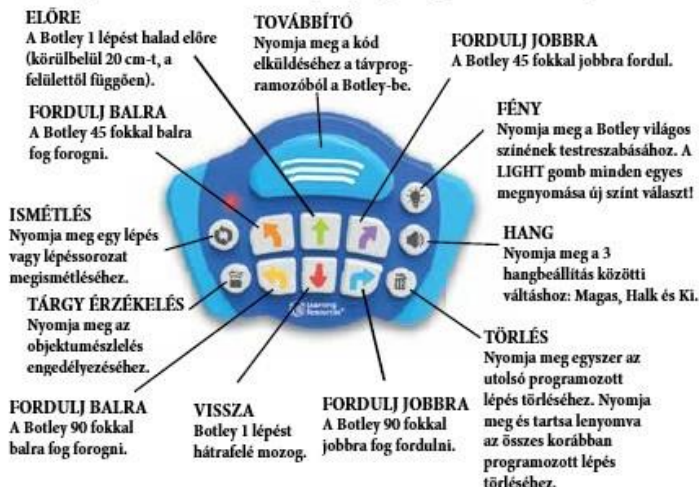 ELŐRE
A Botley 1 lépést halad előre
(körülbelül 20 cm-t, a
felülettől függően).
TOVÁBBÍTÓ
Nyomja meg a kód
elküldéséhez a távprog-
ramozóból a Botley-be.
FORDULJ JOBBRA
A Botley 45 fokkal jobbra fordul.
FORDULJ BALRA
A Botley 45 fokkal balra
fog forogni.
FÉNY
Nyomja meg a Botley világos
színének testreszabásához. A
LIGHT gomb minden egyes
megnyomása új színt választ!
ISMÉTLÉS
Nyomja meg egy lépés
vagy lépéssorozat
megismétléséhez.
HANG
Nyomja meg a 3
hangbeállítás közötti
váltáshoz: Magas, Halk és Ki.
TÁRGY ÉRZÉKELÉS
Nyomja meg az
objektumészlelés
engedélyezéséhez.
Learning
Resources
TÖRLÉS
Nyomja meg egyszer az
utolsó programozott
lépés törléséhez. Nyomja
meg és tartsa lenyomva
az összes korábban
programozott lépés
törléséhez.
FORDULJ BALRA
A Botley 90 fokkal
balra fog forogni.
VISSZA
Botley 1 lépést
hátrafelé mozog.
FORDULJ JOBBRA
A Botley 90 fokkal
jobbra fog fordulni.